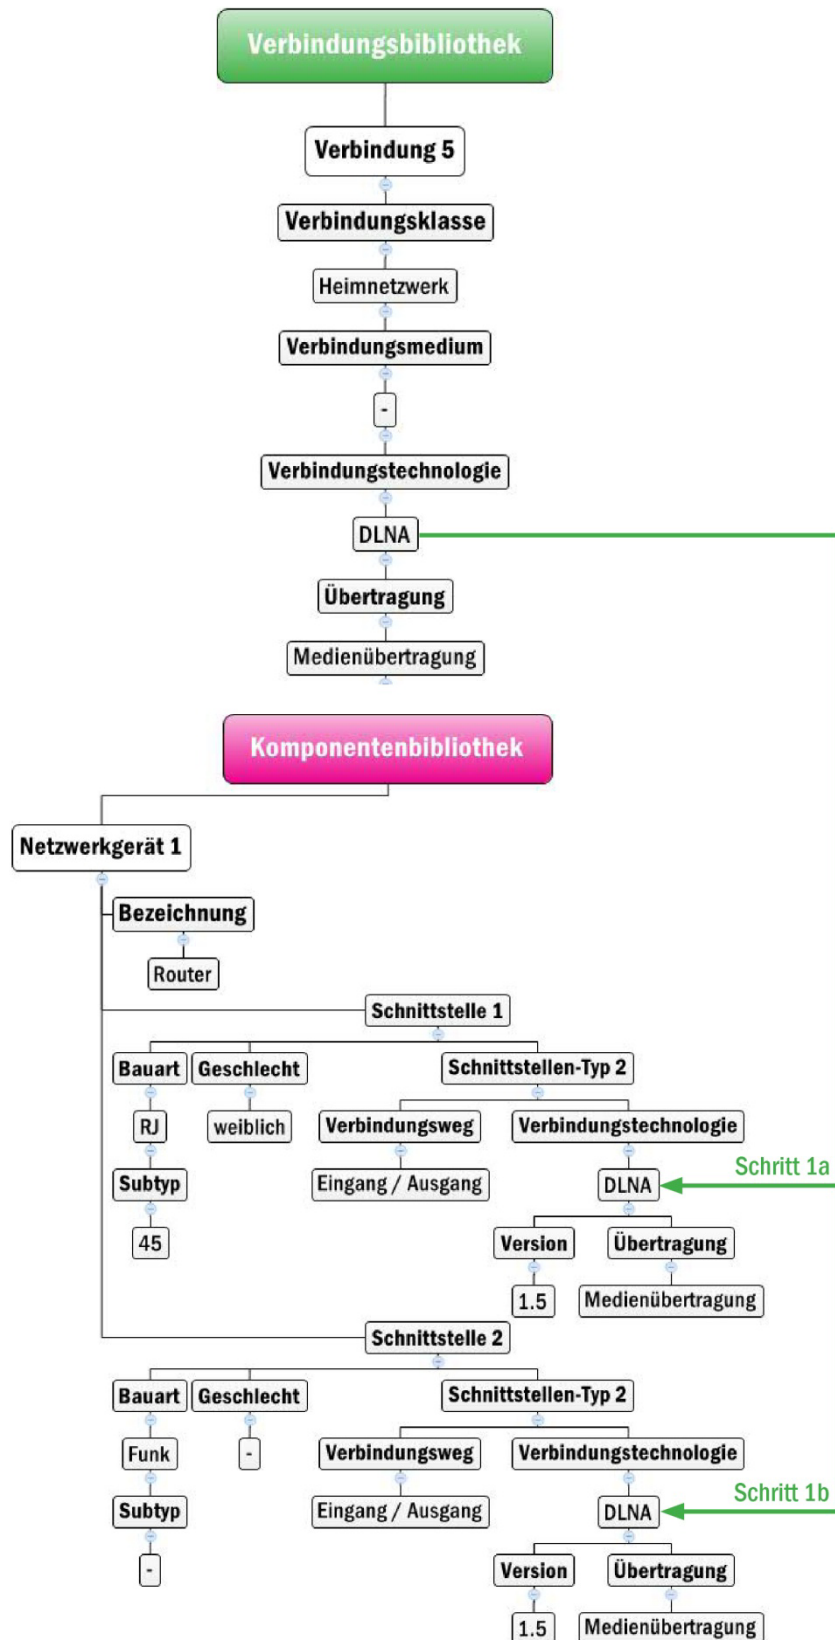 Verbindungsbibliothek
Verbindung 5
Verbindungsklasse
Heimnetzwerk
Verbindungsmedium
-
Verbindungstechnologie
DLNA
Übertragung
Medienübertragung
Komponentenbibliothek
Netzwerkgerät 1
Bezeichnung
Router
Schnittstelle 1
Bauart Geschlecht Schnittstellen-Typ 2
RJ weiblich Verbindungsweg Verbindungstechnologie
Schritt 1a
Subtyp Eingang / Ausgang DLNA
45 Version Übertragung
1.5 Medienübertragung
Schnittstelle 2
Bauart Geschlecht Schnittstellen-Typ 2
Funk - Verbindungsweg Verbindungstechnologie
Schritt 1b
Subtyp Eingang / Ausgang DLNA
- Version Übertragung
1.5 Medienübertragung